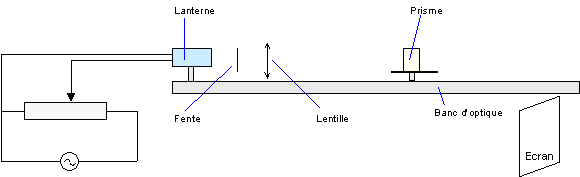 Lanterne
Prisme
Fente
Lentille
Banc d'optique
Ecran